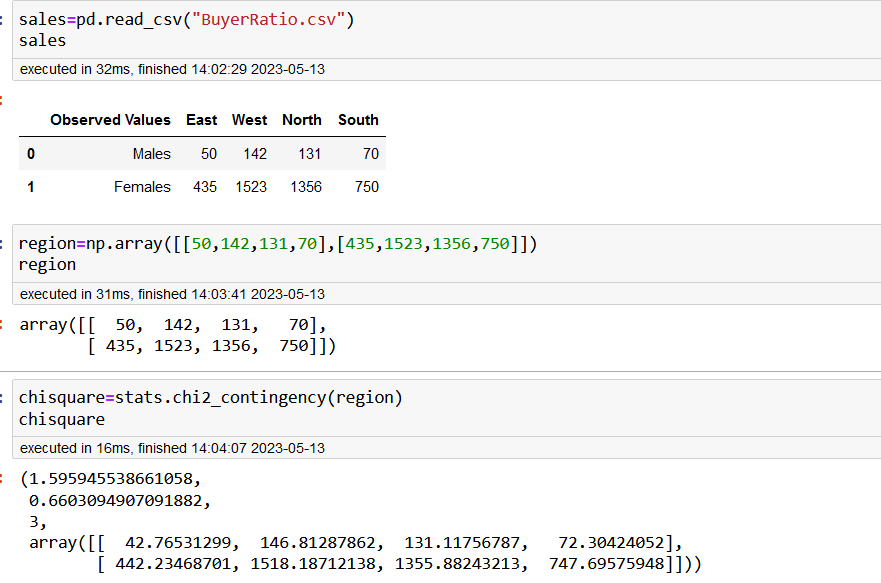 sales=pd.read_csv("BuyerRatio.csv")
sales
executed in 32ms, finished 14:02:29 2023-05-13
Observed Values East West North South
0 Males 50 142 131 70
1 Females 435 1523 1356 750
region=np.array([[50,142,131,70],[435,1523,1356,750]])
region
executed in 31ms, finished 14:03:41 2023-05-13
array([[  50,  142,  131,   70],
       [ 435, 1523, 1356,  750]])
chisquare=stats.chi2_contingency(region)
chisquare
executed in 16ms, finished 14:04:07 2023-05-13
(1.595945538661058,
 0.6603094907091882,
 3,
 array([[  42.76531299,  146.81287862,  131.11756787,   72.30424052],
        [ 442.23468701, 1518.18712138, 1355.88243213,  747.69575948]]))